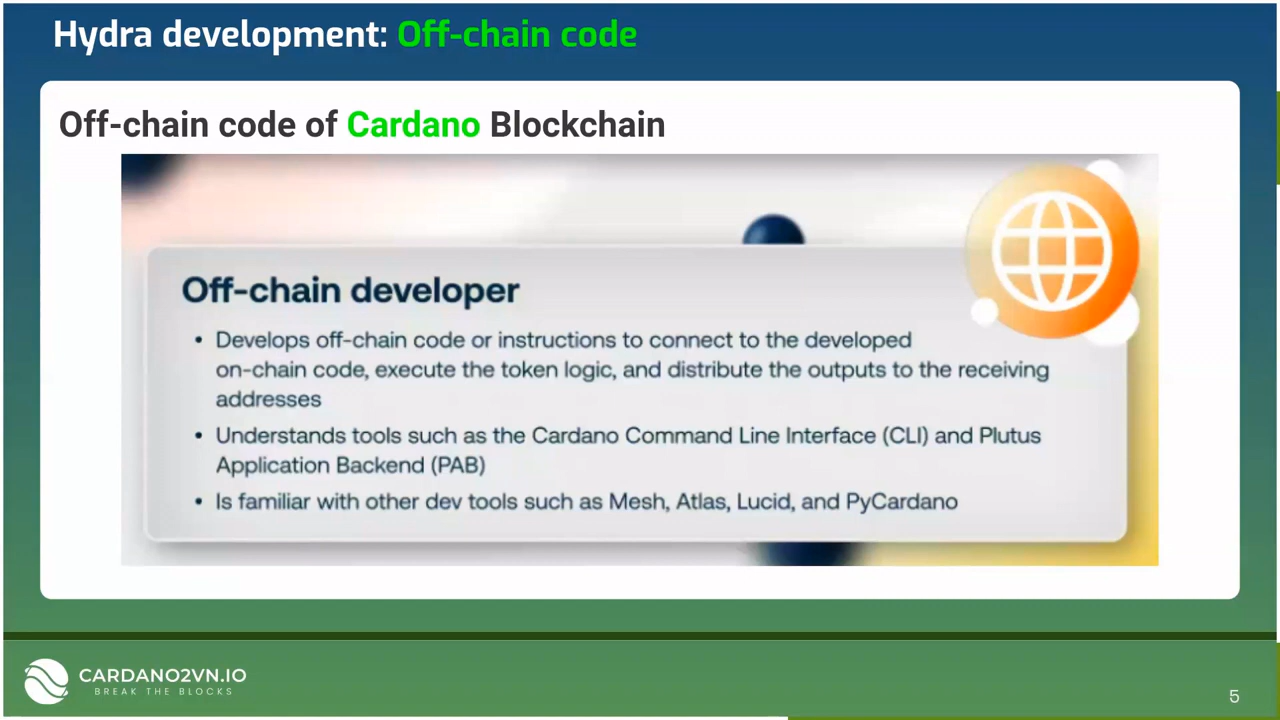 Hydra development: Off-chain code
Off-chain code of Cardano Blockchain
Off-chain developer
• Develops off-chain code or instructions to connect to the developed
on-chain code, execute the token logic, and distribute the outputs to the receiving
addresses
• Understands tools such as the Cardano Command Line Interface (CLI) and Plutus
Application Backend (PAB)
• Is familiar with other dev tools such as Mesh, Atlas, Lucid, and PyCardano
CARDANO2VN.IO
BREAK THE BLOCKS
5